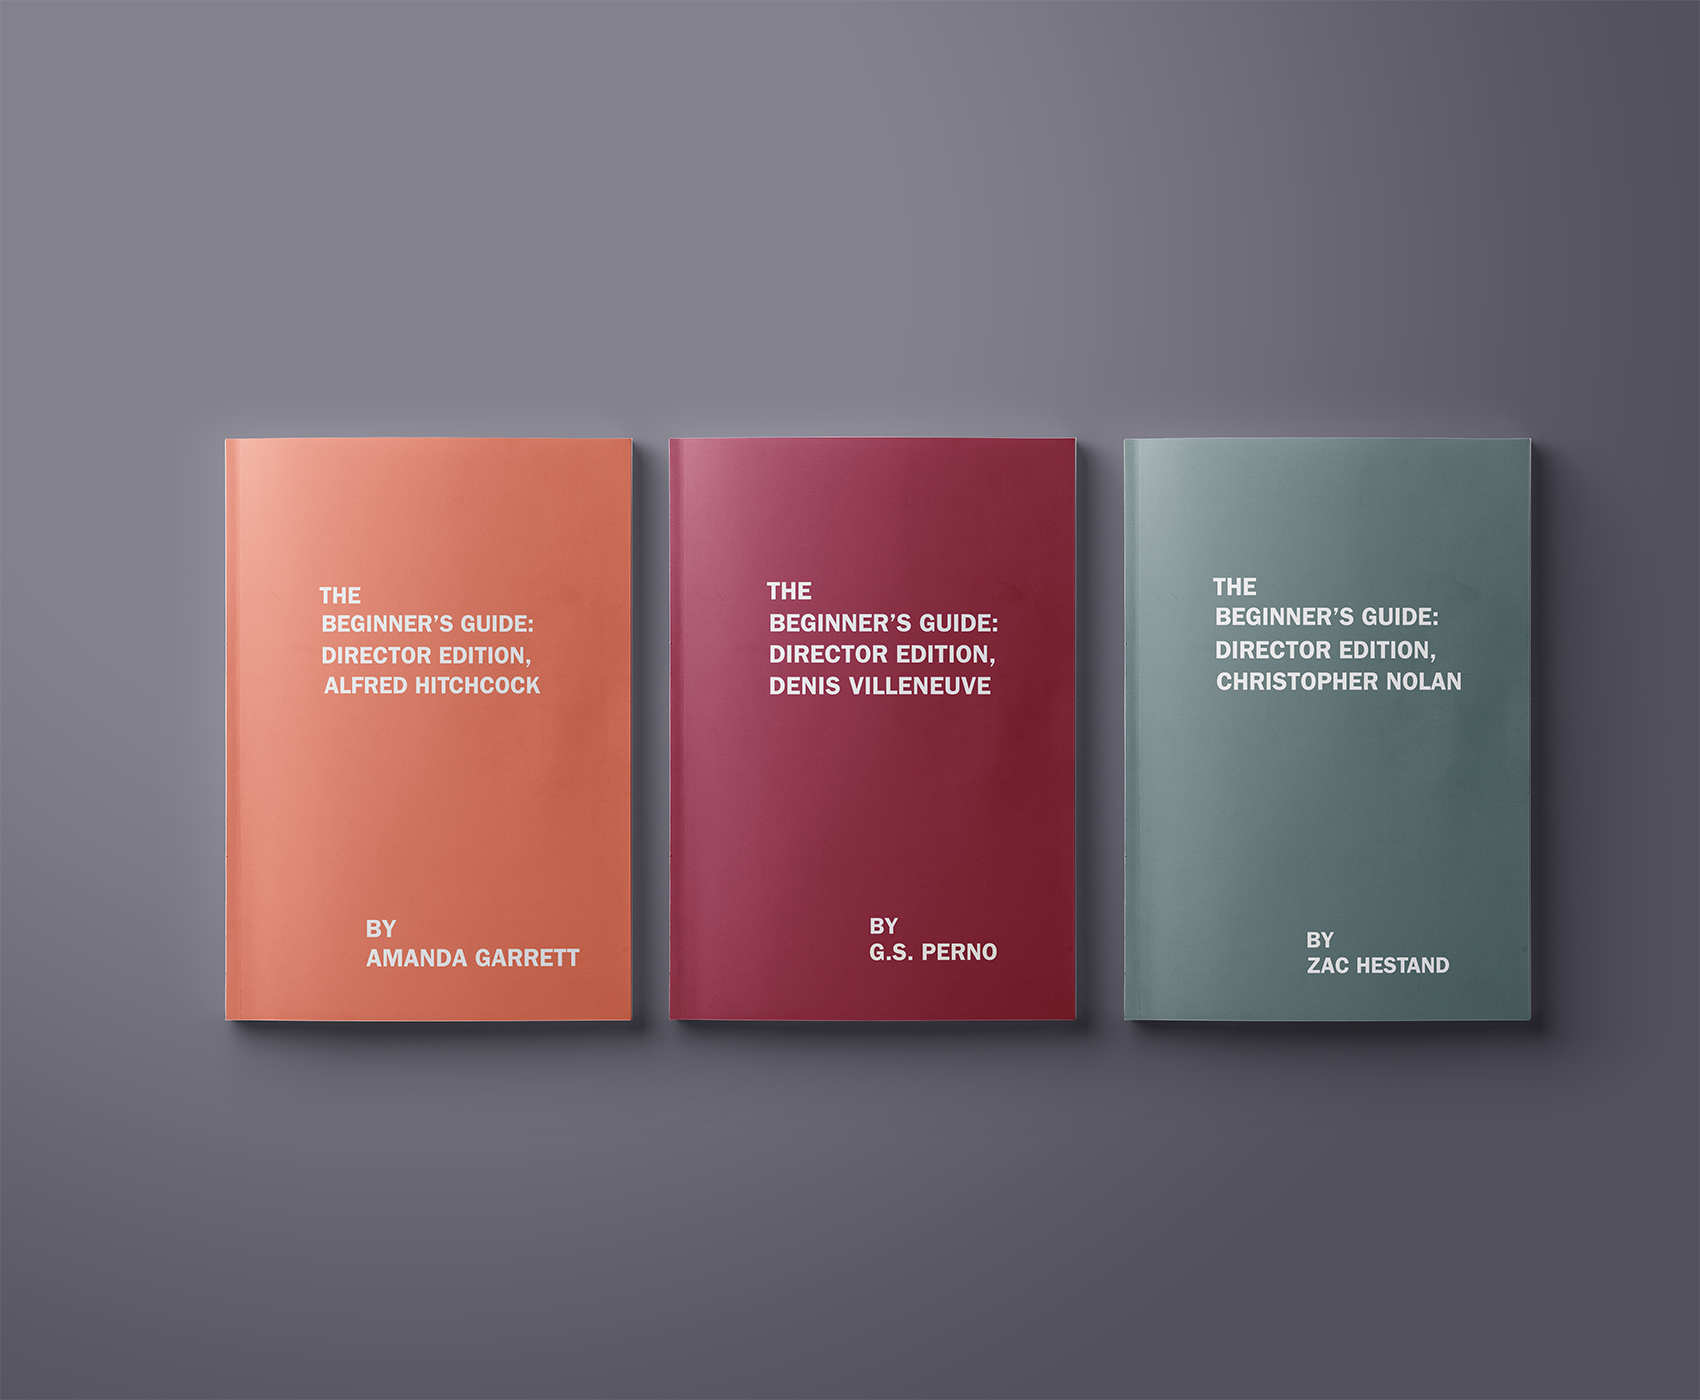 THE
BEGINNER'S GUIDE:
DIRECTOR EDITION,
ALFRED HITCHCOCK
BY
AMANDA GARRETT
THE
BEGINNER'S GUIDE:
DIRECTOR EDITION,
DENIS VILLENEUVE
BY
G.S. PERNO
THE
BEGINNER'S GUIDE:
DIRECTOR EDITION,
CHRISTOPHER NOLAN
BY
ZAC HESTAND